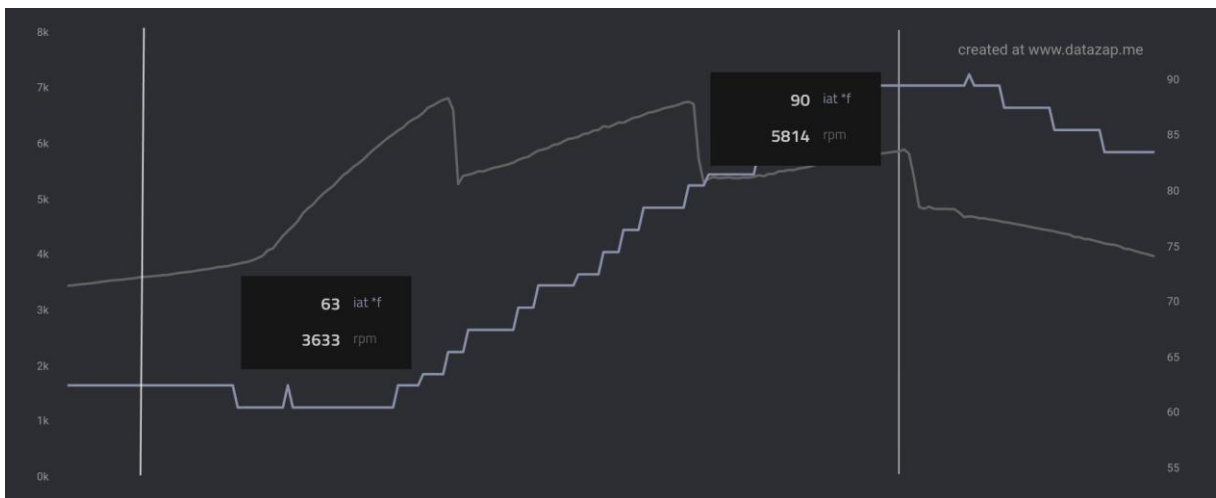 8k
7k
6k
5k
4k
3k
2k
1k
0k
63 iat *f
3633 rpm
90 iat *f
5814 rpm
created at www.datazap.me
90
85
80
75
70
65
60
55